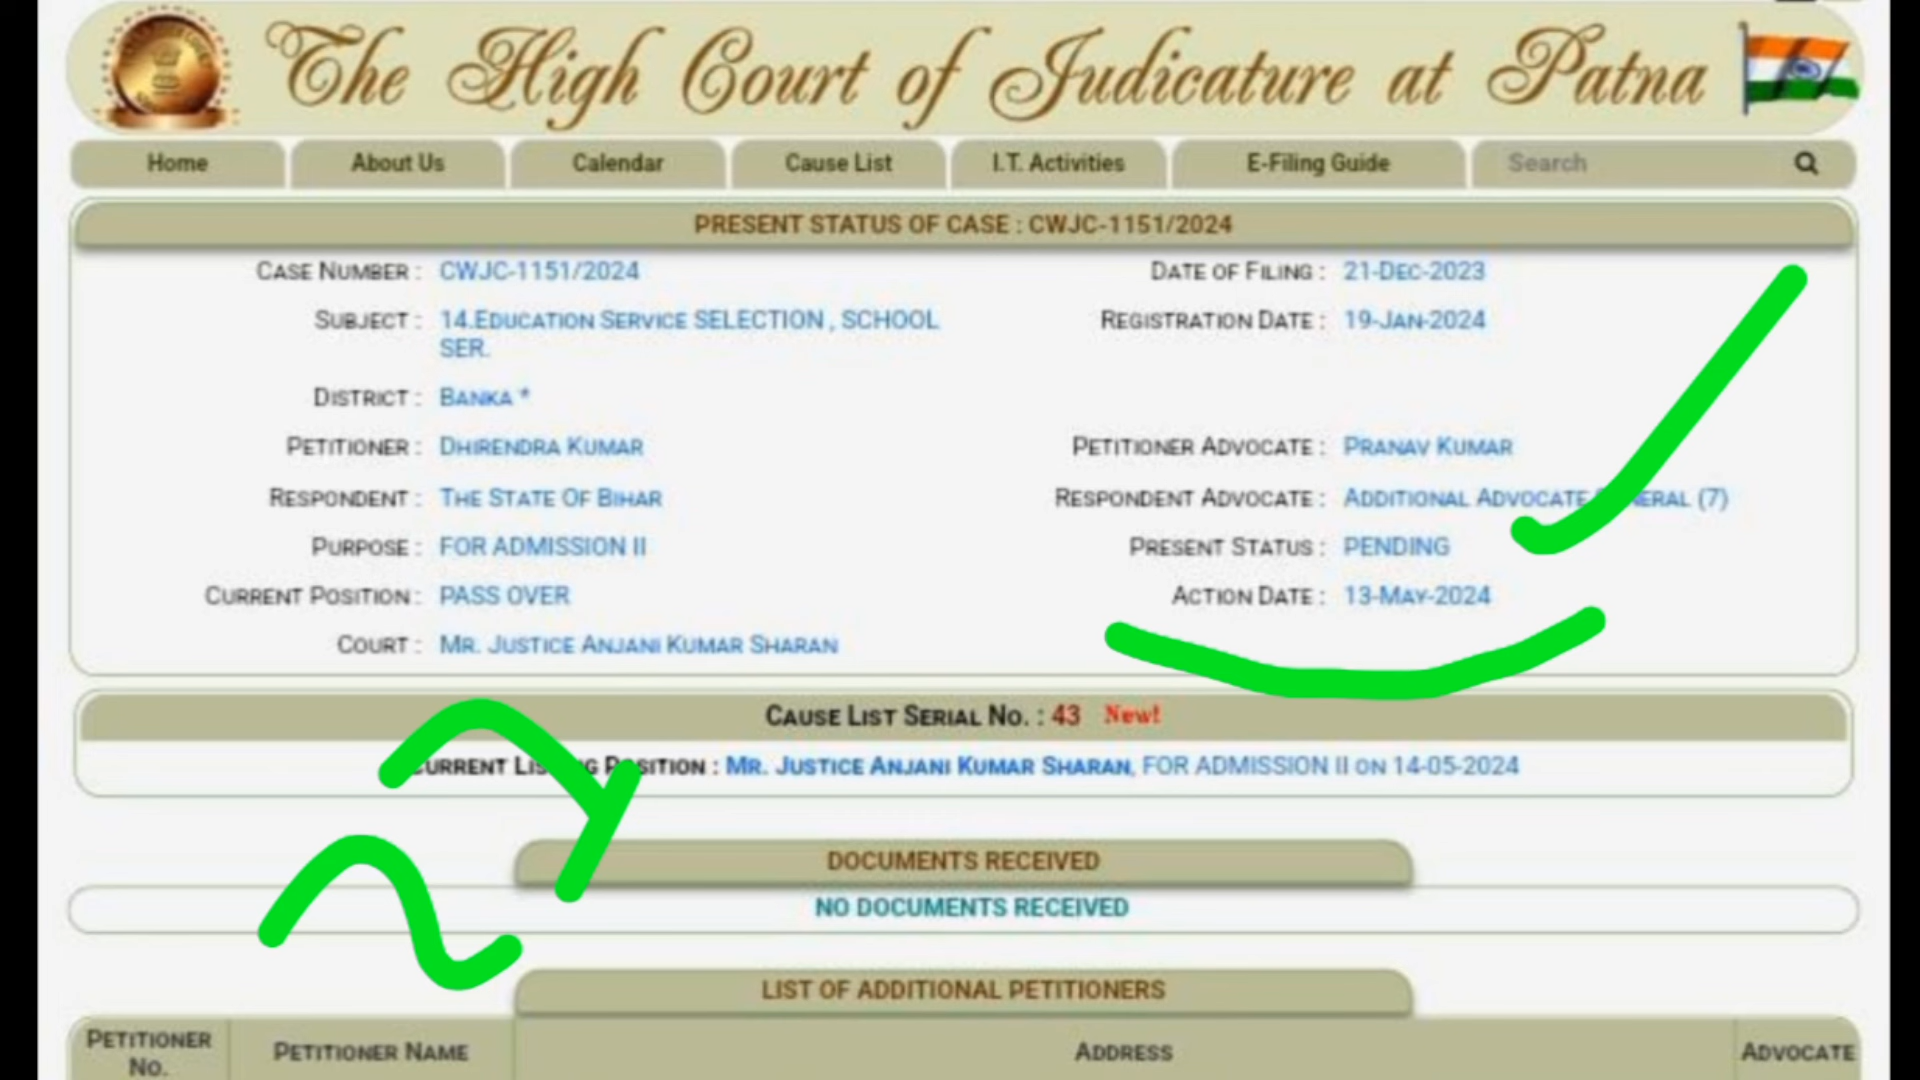 The High Court of Judicature at Patna
Home About Us Calendar Cause List I.T. Activities E-Filing Guide Search
PRESENT STATUS OF CASE : CWJC-1151/2024
CASE NUMBER : CWJC-1151/2024 DATE OF FILING : 21-DEC-2023
SUBJECT : 14.EDUCATION SERVICE SELECTION , SCHOOL SER. REGISTRATION DATE : 19-JAN-2024
DISTRICT : BANKA *
PETITIONER : DHIRENDRA KUMAR PETITIONER ADVOCATE : PRANAV KUMAR
RESPONDENT : THE STATE OF BIHAR RESPONDENT ADVOCATE : ADDITIONAL ADVOCATE (7)
PURPOSE : FOR ADMISSION II PRESENT STATUS : PENDING
CURRENT POSITION : PASS OVER ACTION DATE : 13-MAY-2024
COURT : MR. JUSTICE ANJANI KUMAR SHARAN
CAUSE LIST SERIAL NO. : 43 New!
MR. JUSTICE ANJANI KUMAR SHARAN, FOR ADMISSION II ON 14-05-2024
DOCUMENTS RECEIVED
NO DOCUMENTS RECEIVED
LIST OF ADDITIONAL PETITIONERS
PETITIONER NO. PETITIONER NAME ADDRESS ADVOCATE